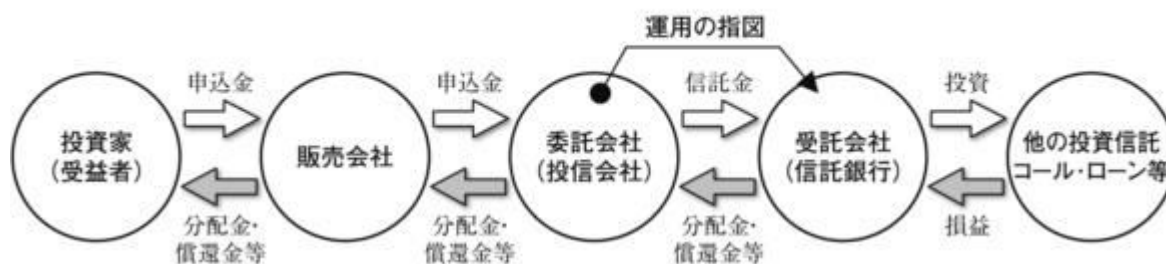 運用の指図
申込金
申込金
信託金
投資
投資家
(受益者)
販売会社
委託会社
(投信会社)
受託会社
(信託銀行)
他の投資信託
コール・ローン等
分配金・
償還金等
分配金・
償還金等
分配金・
償還金等
損益